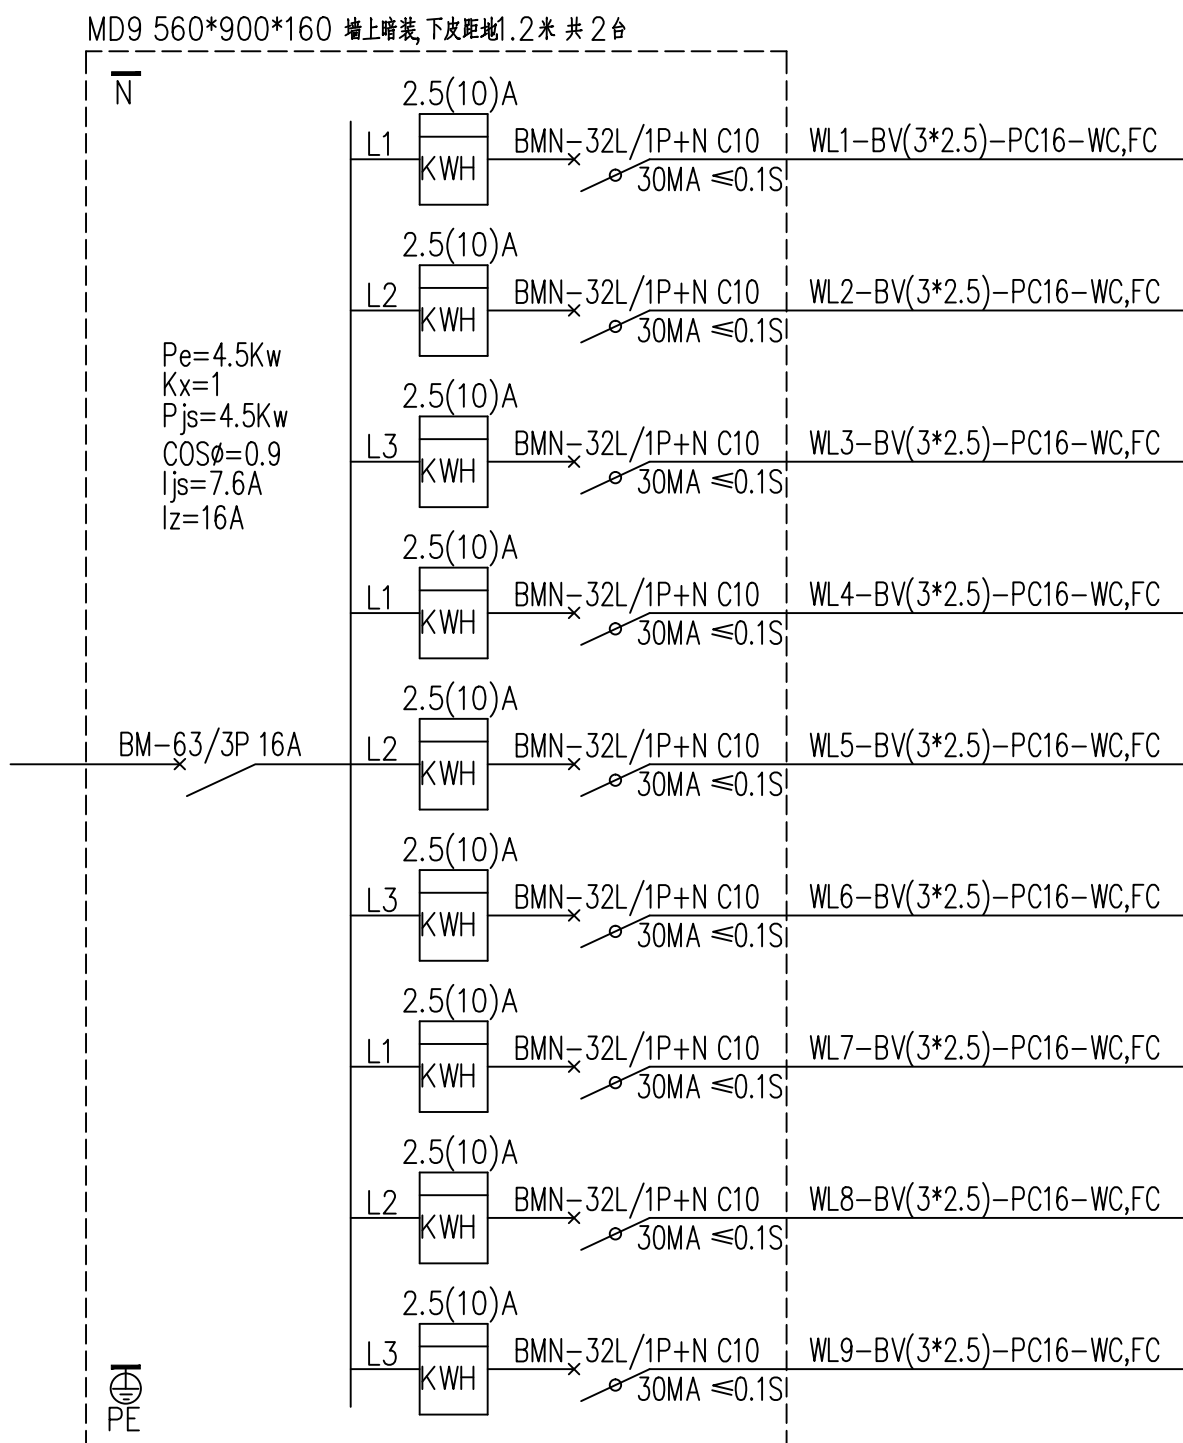 MD9 560*900*160 墙上暗装,下皮距地1.2米 共2台
N
2.5(10)A
L1
KWH
BMN-32L/1P+N C10
30MA ≤0.1S
WL1-BV(3*2.5)-PC16-WC,FC
2.5(10)A
L2
KWH
BMN-32L/1P+N C10
30MA ≤0.1S
WL2-BV(3*2.5)-PC16-WC,FC
Pe=4.5Kw
Kx=1
Pjs=4.5Kw
COSø=0.9
Ijs=7.6A
Iz=16A
2.5(10)A
L3
KWH
BMN-32L/1P+N C10
30MA ≤0.1S
WL3-BV(3*2.5)-PC16-WC,FC
2.5(10)A
L1
KWH
BMN-32L/1P+N C10
30MA ≤0.1S
WL4-BV(3*2.5)-PC16-WC,FC
BM-63/3P 16A
2.5(10)A
L2
KWH
BMN-32L/1P+N C10
30MA ≤0.1S
WL5-BV(3*2.5)-PC16-WC,FC
2.5(10)A
L3
KWH
BMN-32L/1P+N C10
30MA ≤0.1S
WL6-BV(3*2.5)-PC16-WC,FC
2.5(10)A
L1
KWH
BMN-32L/1P+N C10
30MA ≤0.1S
WL7-BV(3*2.5)-PC16-WC,FC
2.5(10)A
L2
KWH
BMN-32L/1P+N C10
30MA ≤0.1S
WL8-BV(3*2.5)-PC16-WC,FC
2.5(10)A
L3
KWH
BMN-32L/1P+N C10
30MA ≤0.1S
WL9-BV(3*2.5)-PC16-WC,FC
PE